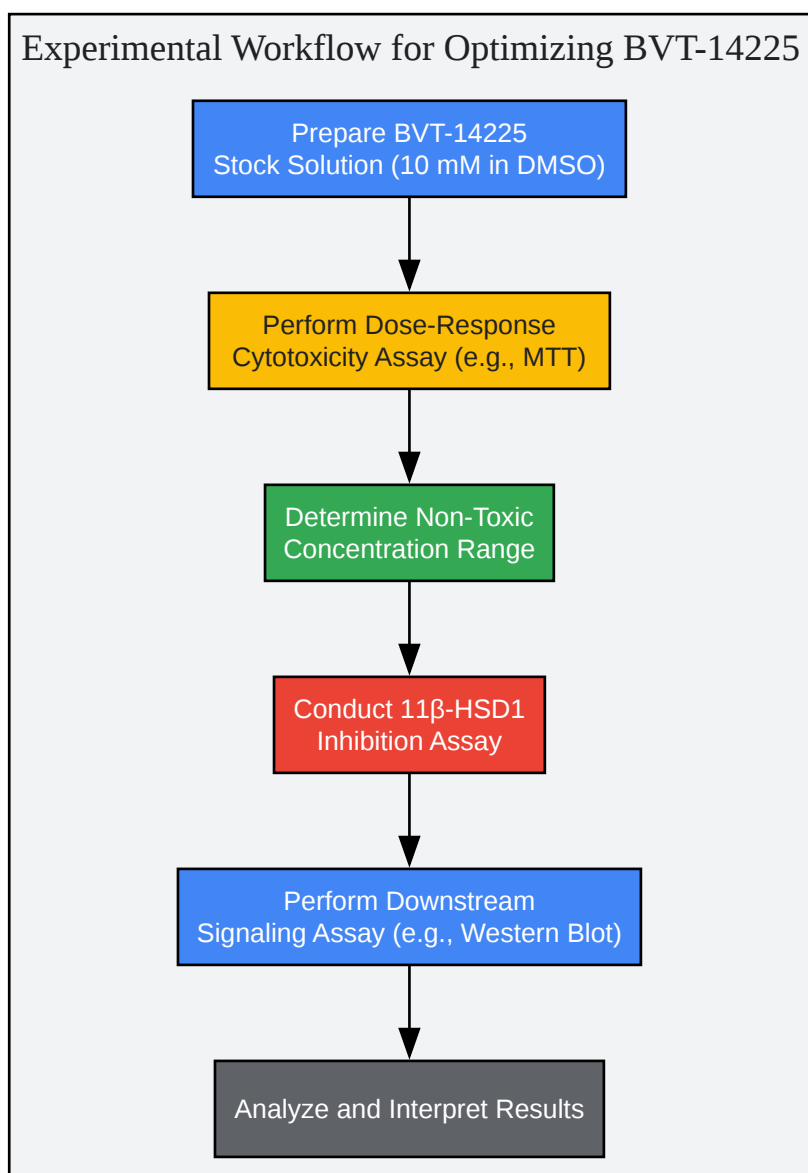 Experimental Workflow for Optimizing BVT-14225
Prepare BVT-14225
Stock Solution (10 mM in DMSO)
Perform Dose-Response
Cytotoxicity Assay (e.g., MTT)
Determine Non-Toxic
Concentration Range
Conduct 11β-HSD1
Inhibition Assay
Perform Downstream
Signaling Assay (e.g., Western Blot)
Analyze and Interpret Results